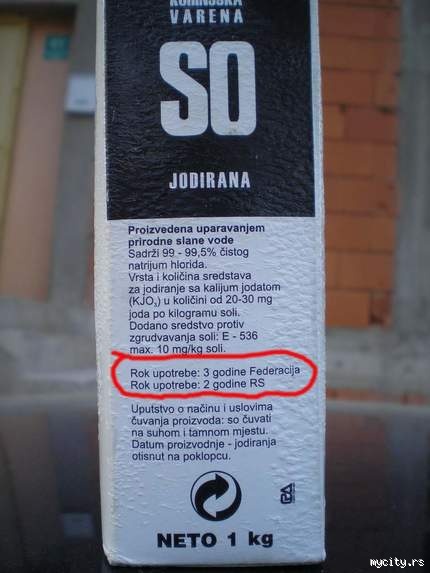 KUHINJSKA
VARENA
SO
JODIRANA
Proizvedena uparavanjem
prirodne slane vode
Sadrži 99 - 99,5% čistog
natrijum hlorida.
Vrsta i količina sredstava
za jodiranje sa kalijum jodatom
(KJO₃) u količini od 20-30 mg
joda po kilogramu soli.
Dodano sredstvo protiv
zgrudvavanja soli: E - 536
max. 10 mg/kg soli.
Rok upotrebe: 3 godine Federacija
Rok upotrebe: 2 godine RS
Uputstvo o načinu i uslovima
čuvanja proizvoda: so čuvati
na suhom i tamnom mjestu.
Datum proizvodnje - jodiranja
otisnut na poklopcu.
NETO 1 kg
mycity.rs